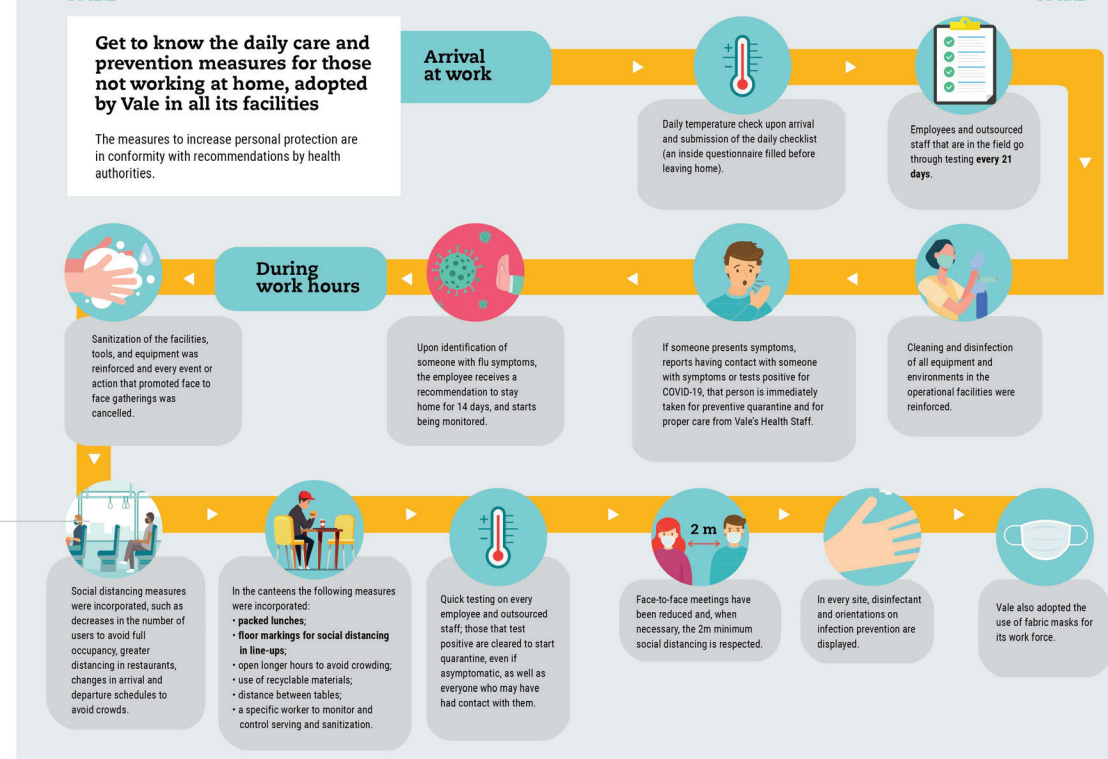 Get to know the daily care and
prevention measures for those
not working at home, adopted
by Vale in all its facilities
The measures to increase personal protection are
in conformity with recommendations by health
authorities.
Arrival
at work
Daily temperature check upon arrival
and submission of the daily checklist
(an inside questionnaire filled before
leaving home).
Employees and outsourced
staff that are in the field go
through testing every 21
days.
Cleaning and disinfection
of all equipment and
environments in the
operational facilities were
reinforced.
If someone presents symptoms,
reports having contact with someone
with symptoms or tests positive for
COVID-19, that person is immediately
taken for preventive quarantine and for
proper care from Vale's Health Staff.
Upon identification of
someone with flu symptoms,
the employee receives a
recommendation to stay
home for 14 days, and starts
being monitored.
During
work hours
Sanitization of the facilities,
tools, and equipment was
reinforced and every event or
action that promoted face to
face gatherings was
cancelled.
Social distancing measures
were incorporated, such as
decreases in the number of
users to avoid full
occupancy, greater
distancing in restaurants,
changes in arrival and
departure schedules to
avoid crowds.
In the canteens the following measures
were incorporated:
• packed lunches;
• floor markings for social distancing
in line-ups;
• open longer hours to avoid crowding;
• use of recyclable materials;
• distance between tables;
• a specific worker to monitor and
control serving and sanitization.
Quick testing on every
employee and outsourced
staff; those that test
positive are cleared to start
quarantine, even if
asymptomatic, as well as
everyone who may have
had contact with them.
2 m
Face-to-face meetings have
been reduced and, when
necessary, the 2m minimum
social distancing is respected.
In every site, disinfectant
and orientations on
infection prevention are
displayed.
Vale also adopted the
use of fabric masks for
its work force.